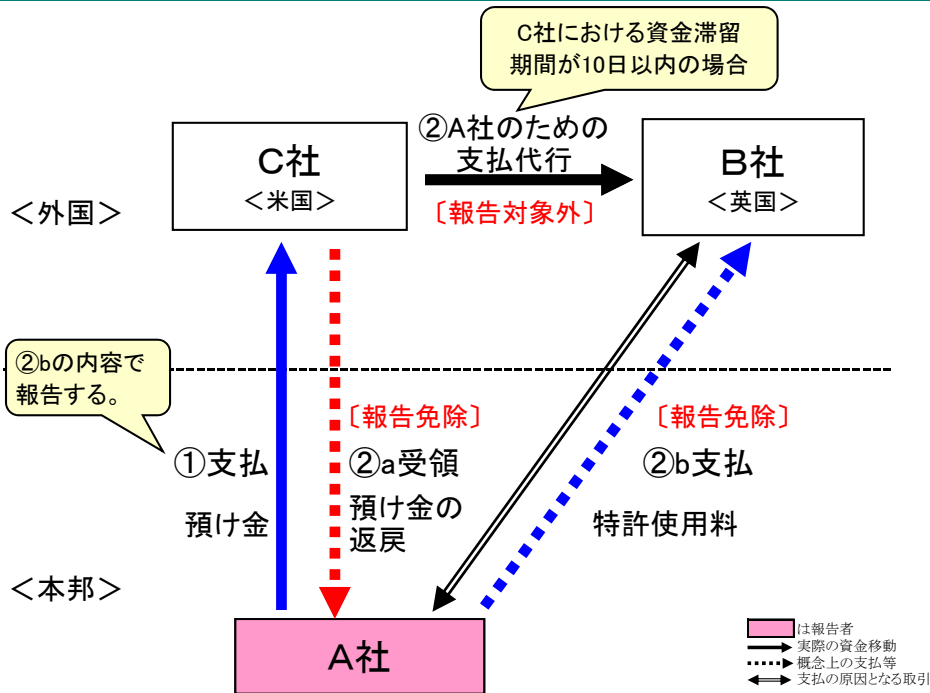 C社における資金滞留
期間が10日以内の場合
②A社のための
支払代行
C社
＜米国＞
B社
＜英国＞
＜外国＞
〔報告対象外〕
②bの内容で
報告する。
〔報告免除〕
〔報告免除〕
①支払
預け金
②a受領
預け金の
返戻
②b支払
特許使用料
＜本邦＞
A社
は報告者
実際の資金移動
概念上の支払等
支払の原因となる取引